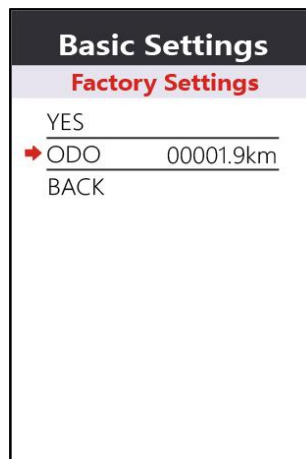 Basic Settings
Factory Settings
YES
ODO 00001.9km
BACK